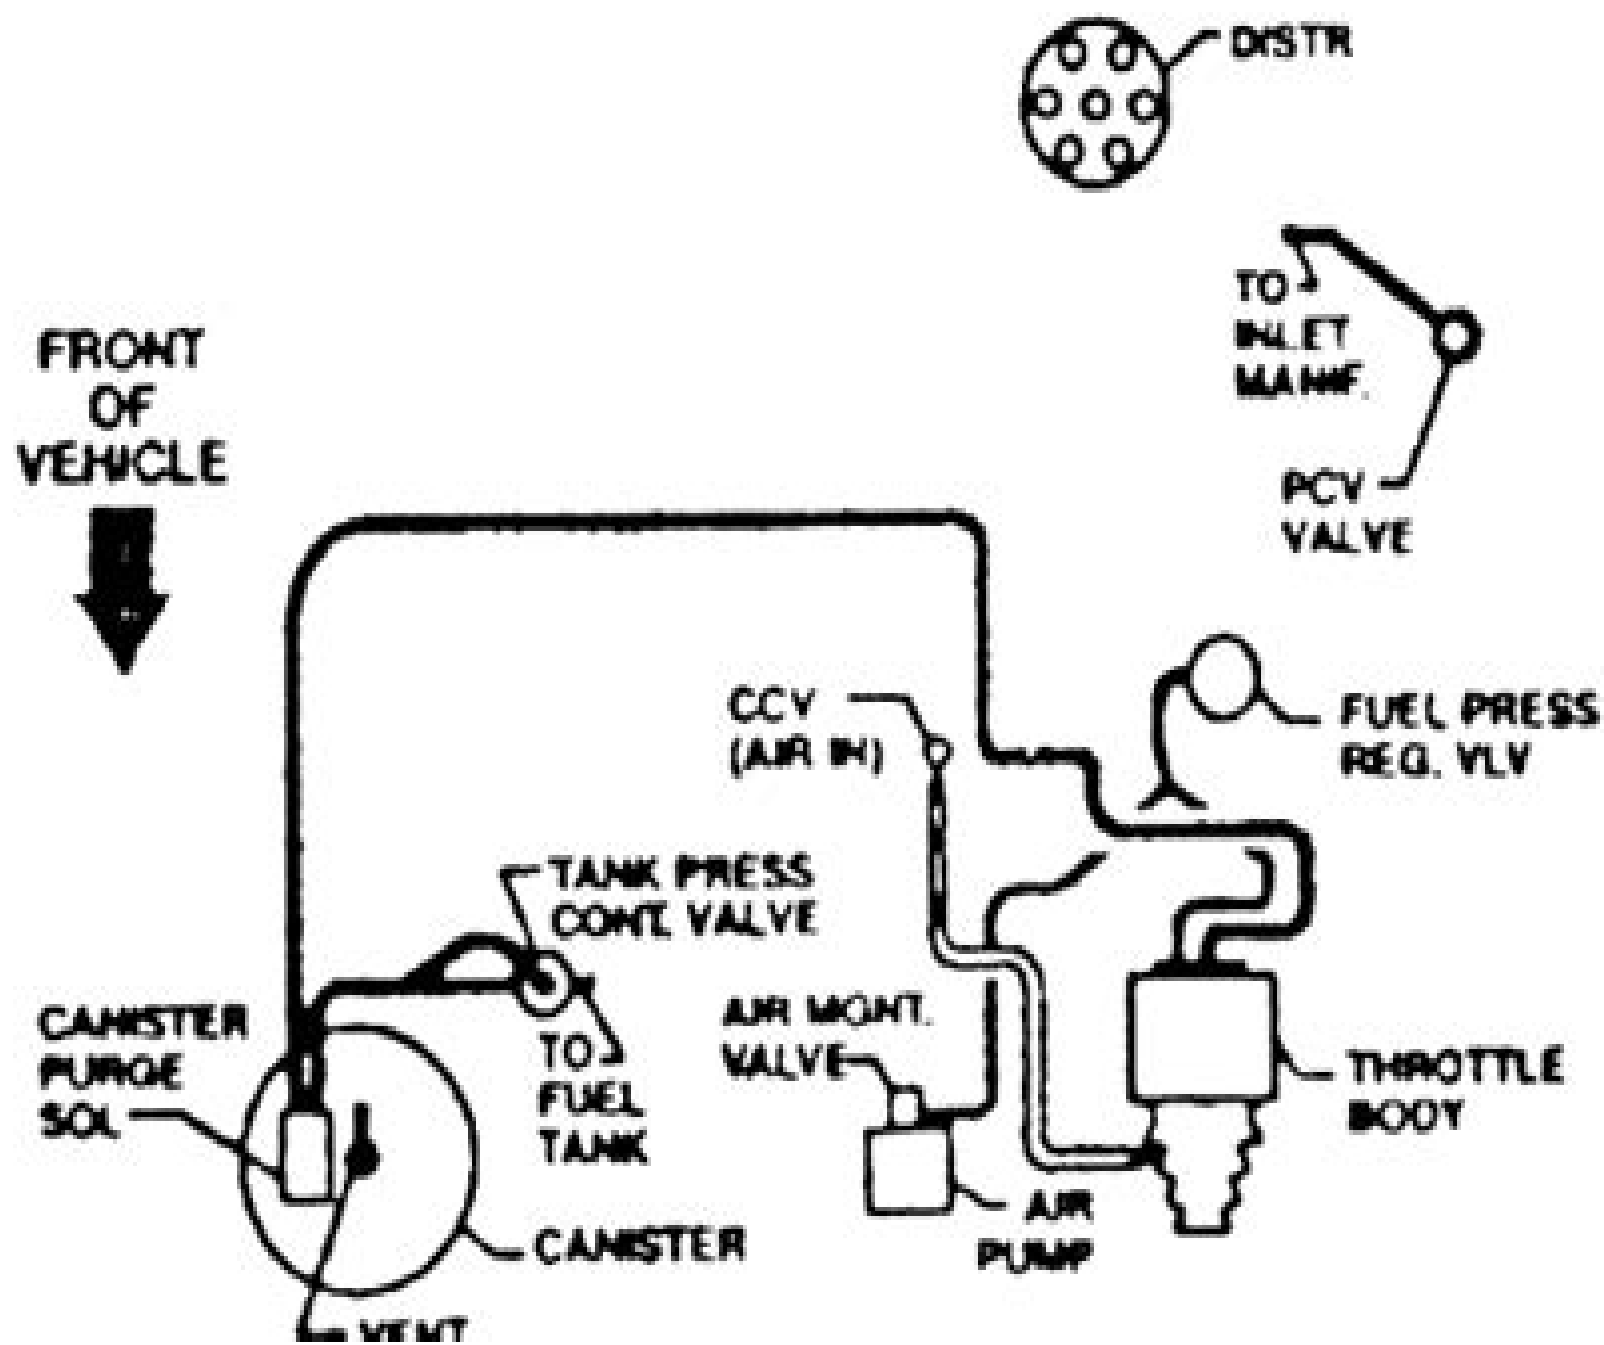 DISTR
TO
INLET
MANIF.
PCV
VALVE
FRONT
OF
VEHICLE
CCV
(AIR IN)
FUEL PRESS
REG. VLV
TANK PRESS
CONT. VALVE
TO
FUEL
TANK
CANISTER
PURGE
SOL
AIR MGNT.
VALVE
THROTTLE
BODY
AIR
PUMP
CANISTER
VENT